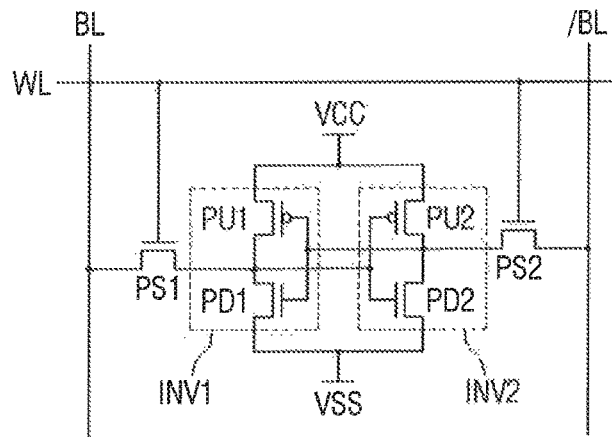 BL /BL
WL
VCC
PU1 PU2
PS1 PS2
PD1 PD2
INV1 VSS INV2